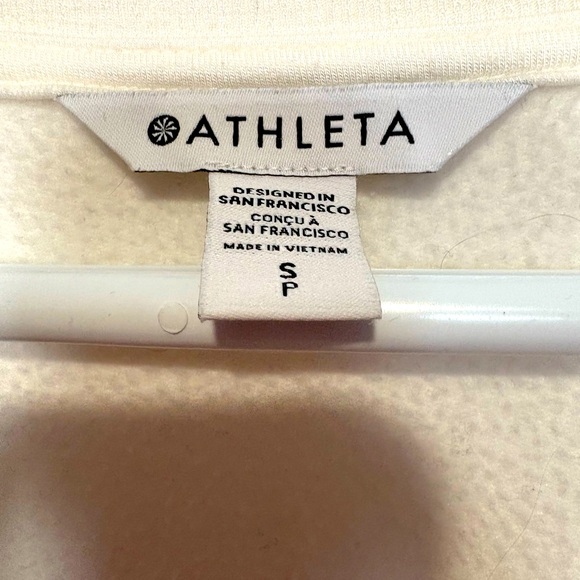 ATHLETA
DESIGNED IN
SAN FRANCISCO
CONÇU À
SAN FRANCISCO
MADE IN VIETNAM
S
P